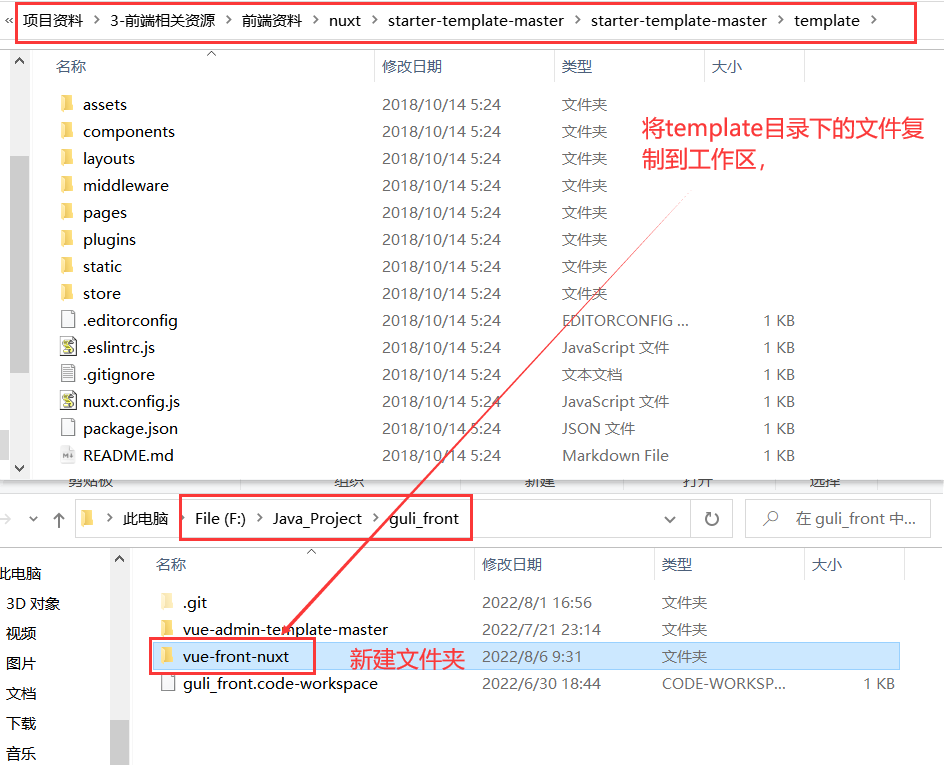 « 项目资料 > 3-前端相关资源 > 前端资料 > nuxt > starter-template-master > starter-template-master > template >
名称 修改日期 类型 大小
assets 2018/10/14 5:24 文件夹
components 2018/10/14 5:24 文件夹
layouts 2018/10/14 5:24 文件夹
middleware 2018/10/14 5:24 文件夹
pages 2018/10/14 5:24 文件夹
plugins 2018/10/14 5:24 文件夹
static 2018/10/14 5:24 文件夹
store 2018/10/14 5:24 文件夹
.editorconfig 2018/10/14 5:24 EDITORCONFIG ... 1 KB
.eslintrc.js 2018/10/14 5:24 JavaScript 文件 1 KB
.gitignore 2018/10/14 5:24 文本文档 1 KB
nuxt.config.js 2018/10/14 5:24 JavaScript 文件 1 KB
package.json 2018/10/14 5:24 JSON 文件 1 KB
README.md 2018/10/14 5:24 Markdown File 1 KB
将template目录下的文件复
制到工作区，
剪贴板 组织 新建 打开 选择
此电脑 > File (F:) > Java_Project > guli_front
在 guli_front 中...
名称 修改日期 类型 大小
.git 2022/8/1 16:56 文件夹
vue-admin-template-master 2022/7/21 23:14 文件夹
vue-front-nuxt 新建文件夹 2022/8/6 9:31 文件夹
guli_front.code-workspace 2022/6/30 18:44 CODE-WORKSP... 1 KB
此电脑
3D 对象
视频
图片
文档
下载
音乐